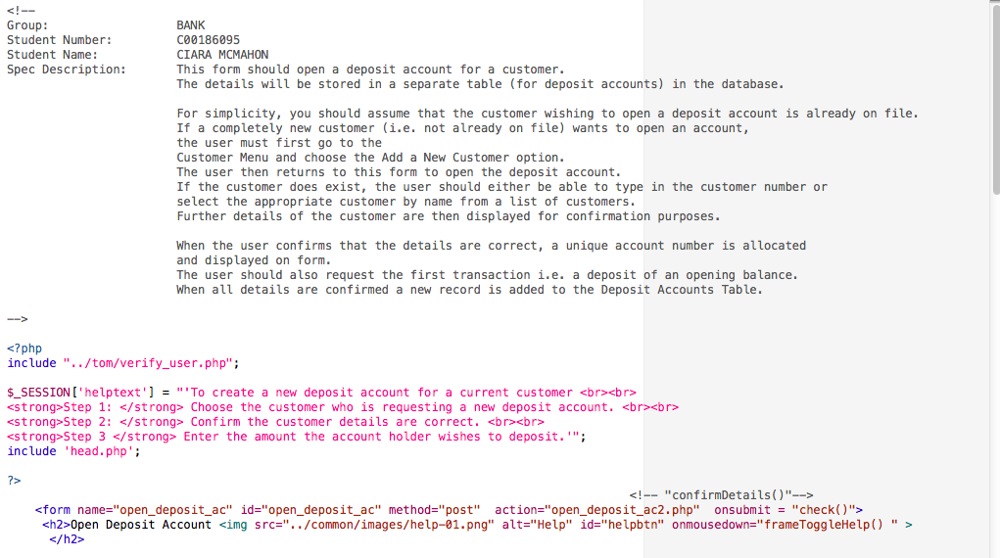 <!--
Group: BANK
Student Number: C00186095
Student Name: CIARA MCMAHON
Spec Description: This form should open a deposit account for a customer.
The details will be stored in a separate table (for deposit accounts) in the database.
For simplicity, you should assume that the customer wishing to open a deposit account is already on file.
If a completely new customer (i.e. not already on file) wants to open an account,
the user must first go to the
Customer Menu and choose the Add a New Customer option.
The user then returns to this form to open the deposit account.
If the customer does exist, the user should either be able to type in the customer number or
select the appropriate customer by name from a list of customers.
Further details of the customer are then displayed for confirmation purposes.
When the user confirms that the details are correct, a unique account number is allocated
and displayed on form.
The user should also request the first transaction i.e. a deposit of an opening balance.
When all details are confirmed a new record is added to the Deposit Accounts Table.
-->
<?php
include "../tom/verify_user.php";
$_SESSION['helptext'] = "'To create a new deposit account for a current customer <br><br>
<strong>Step 1: </strong> Choose the customer who is requesting a new deposit account. <br><br>
<strong>Step 2: </strong> Confirm the customer details are correct. <br><br>
<strong>Step 3 </strong> Enter the amount the account holder wishes to deposit.'";
include 'head.php';
?>
<!-- "confirmDetails()"-->
<form name="open_deposit_ac" id="open_deposit_ac" method="post" action="open_deposit_ac2.php" onsubmit = "check()">
<h2>Open Deposit Account <img src="../common/images/help-01.png" alt="Help" id="helpbtn" onmousedown="frameToggleHelp() " >
</h2>